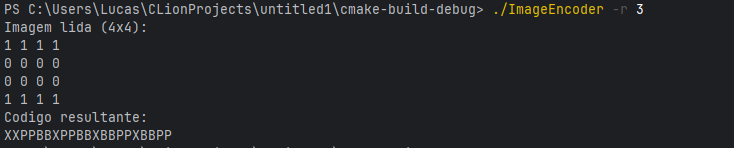 PS C:\Users\Lucas\CLionProjects\untitled1\cmake-build-debug> ./ImageEncoder -r 3
Imagem lida (4x4):
1 1 1 1
0 0 0 0
0 0 0 0
1 1 1 1
Codigo resultante:
XXPPBBXPPBBXBBPPXBBPP